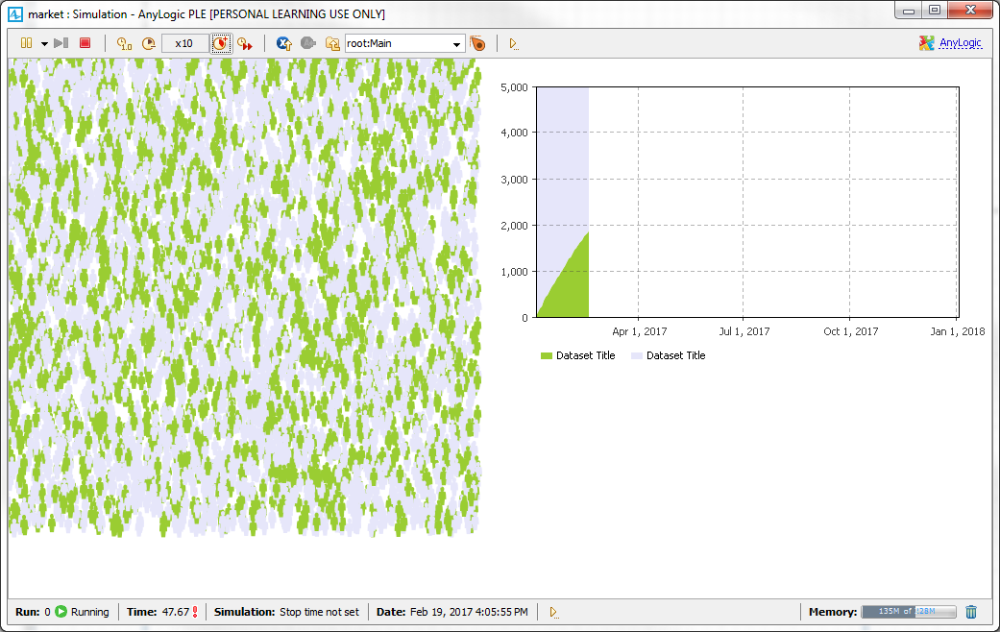 market : Simulation - AnyLogic PLE [PERSONAL LEARNING USE ONLY]
1.0 x10 root:Main AnyLogic
5,000
4,000
3,000
2,000
1,000
0
Apr 1, 2017 Jul 1, 2017 Oct 1, 2017 Jan 1, 2018
Dataset Title Dataset Title
Run: 0 Running Time: 47.67 Simulation: Stop time not set Date: Feb 19, 2017 4:05:55 PM Memory: 135M of 128M